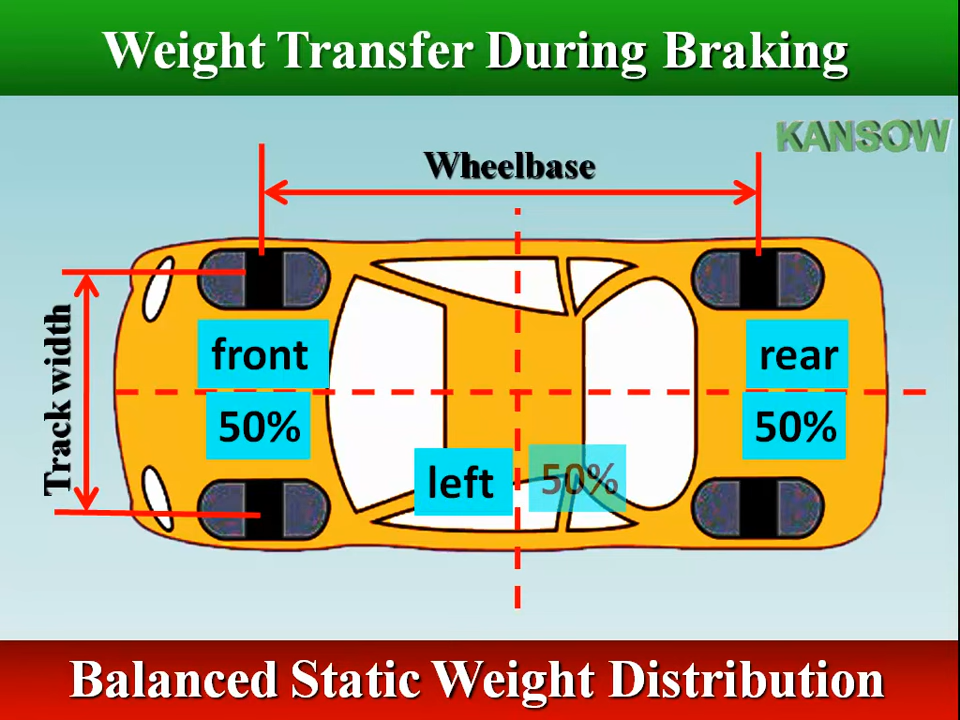 Weight Transfer During Braking
KANSOW
Wheelbase
Track width
front
rear
50%
50%
left
50%
Balanced Static Weight Distribution